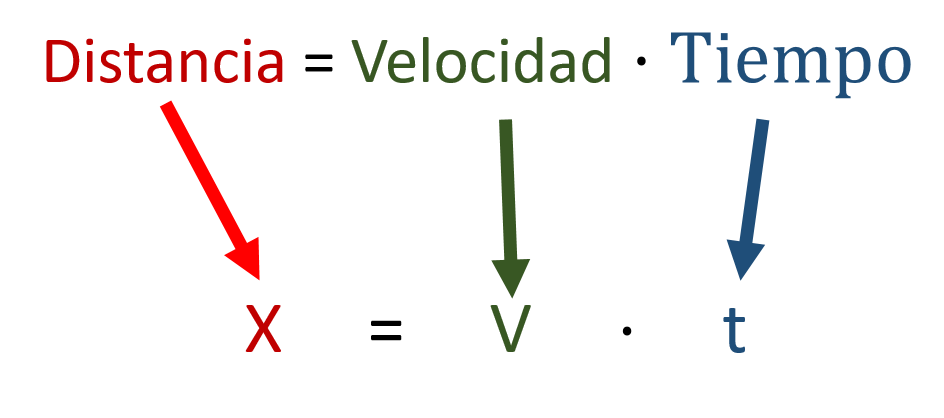 Distancia = Velocidad · Tiempo
X = V · t